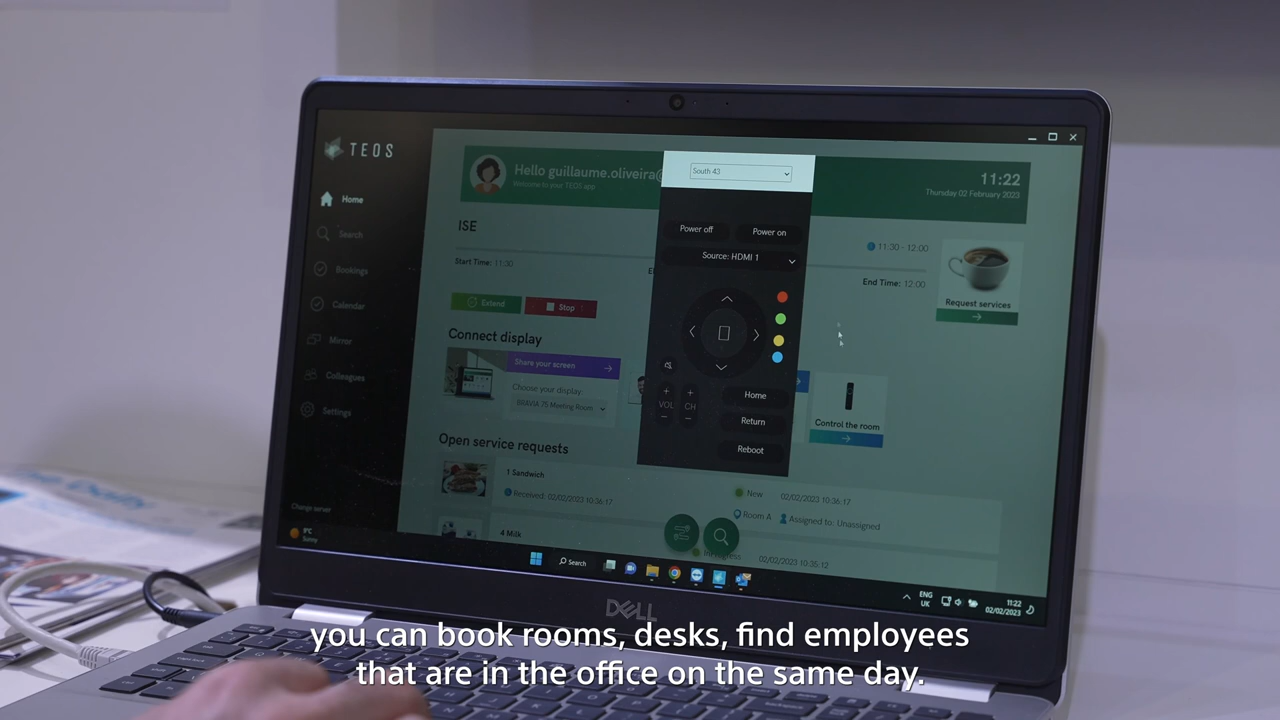 TEOS
Home
Search
Bookings
Calendar
Mirror
Colleagues
Settings
Change server
Hello guillaume.oliveira@
Welcome to your TEOS app
11:22
Thursday 02 February 2023
ISE
11:30 - 12:00
Start Time: 11:30
End Time: 12:00
Extend
Stop
Request services
Connect display
Share your screen
Choose your display:
BRAVIA 75 Meeting Room
Control the room
South 43
Power off
Power on
Source: HDMI 1
VOL
CH
Home
Return
Reboot
Open service requests
1 Sandwich
Received: 02/02/2023 10:36:17
New
02/02/2023 10:36:17
Room A
Assigned to: Unassigned
4 Milk
02/02/2023 10:35:12
9°C
Sunny
Search
ENG
UK
11:22
02/02/2023
DELL
you can book rooms, desks, find employees
that are in the office on the same day.